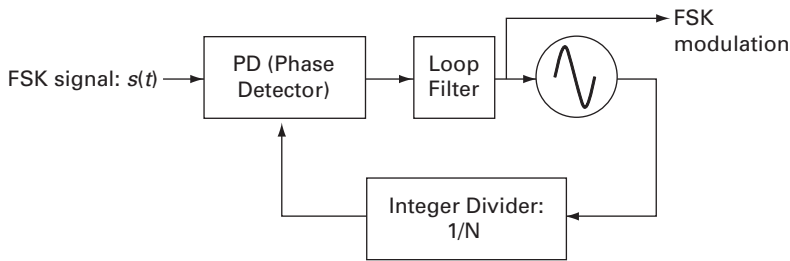 FSK
modulation
PD (Phase
Detector)
Loop
Filter
FSK signal: s(t)
Integer Divider:
1/N